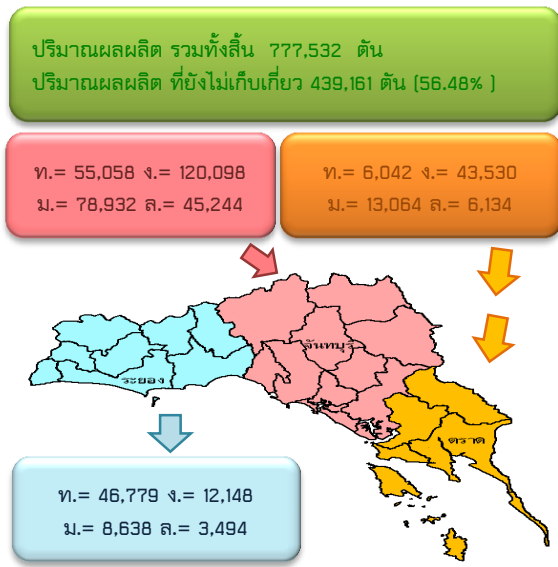 ปริมาณผลผลิต รวมทั้งสิ้น 777,532 ตัน
ปริมาณผลผลิต ที่ยังไม่เก็บเกี่ยว 439,161 ตัน (56.48% )
ท.= 55,058 ง.= 120,098
ม.= 78,932 ล.= 45,244
ท.= 6,042 ง.= 43,530
ม.= 13,064 ล.= 6,134
จันทบุรี
ระยอง
ตราด
ท.= 46,779 ง.= 12,148
ม.= 8,638 ล.= 3,494